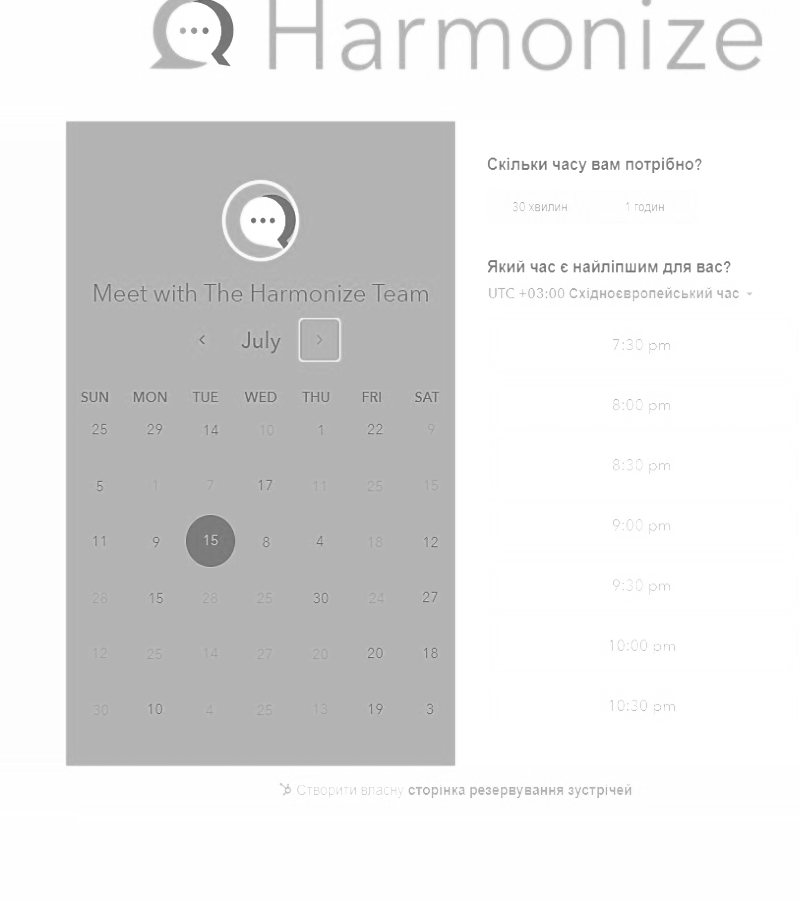 Harmonize
Meet with The Harmonize Team
July
SUN MON TUE WED THU FRI SAT
25 29 14 10 1 22 9
5 1 7 17 11 25 15
11 9 15 8 4 18 12
28 15 28 25 30 24 27
12 25 14 27 20 20 18
30 10 4 25 13 19 3
Скільки часу вам потрібно?
30 хвилин 1 годин
Який час є найліпшим для вас?
UTC +03:00 Східноєвропейський час
7:30 pm
8:00 pm
8:30 pm
9:00 pm
9:30 pm
10:00 pm
10:30 pm
Створити власну сторінка резервування зустрічей